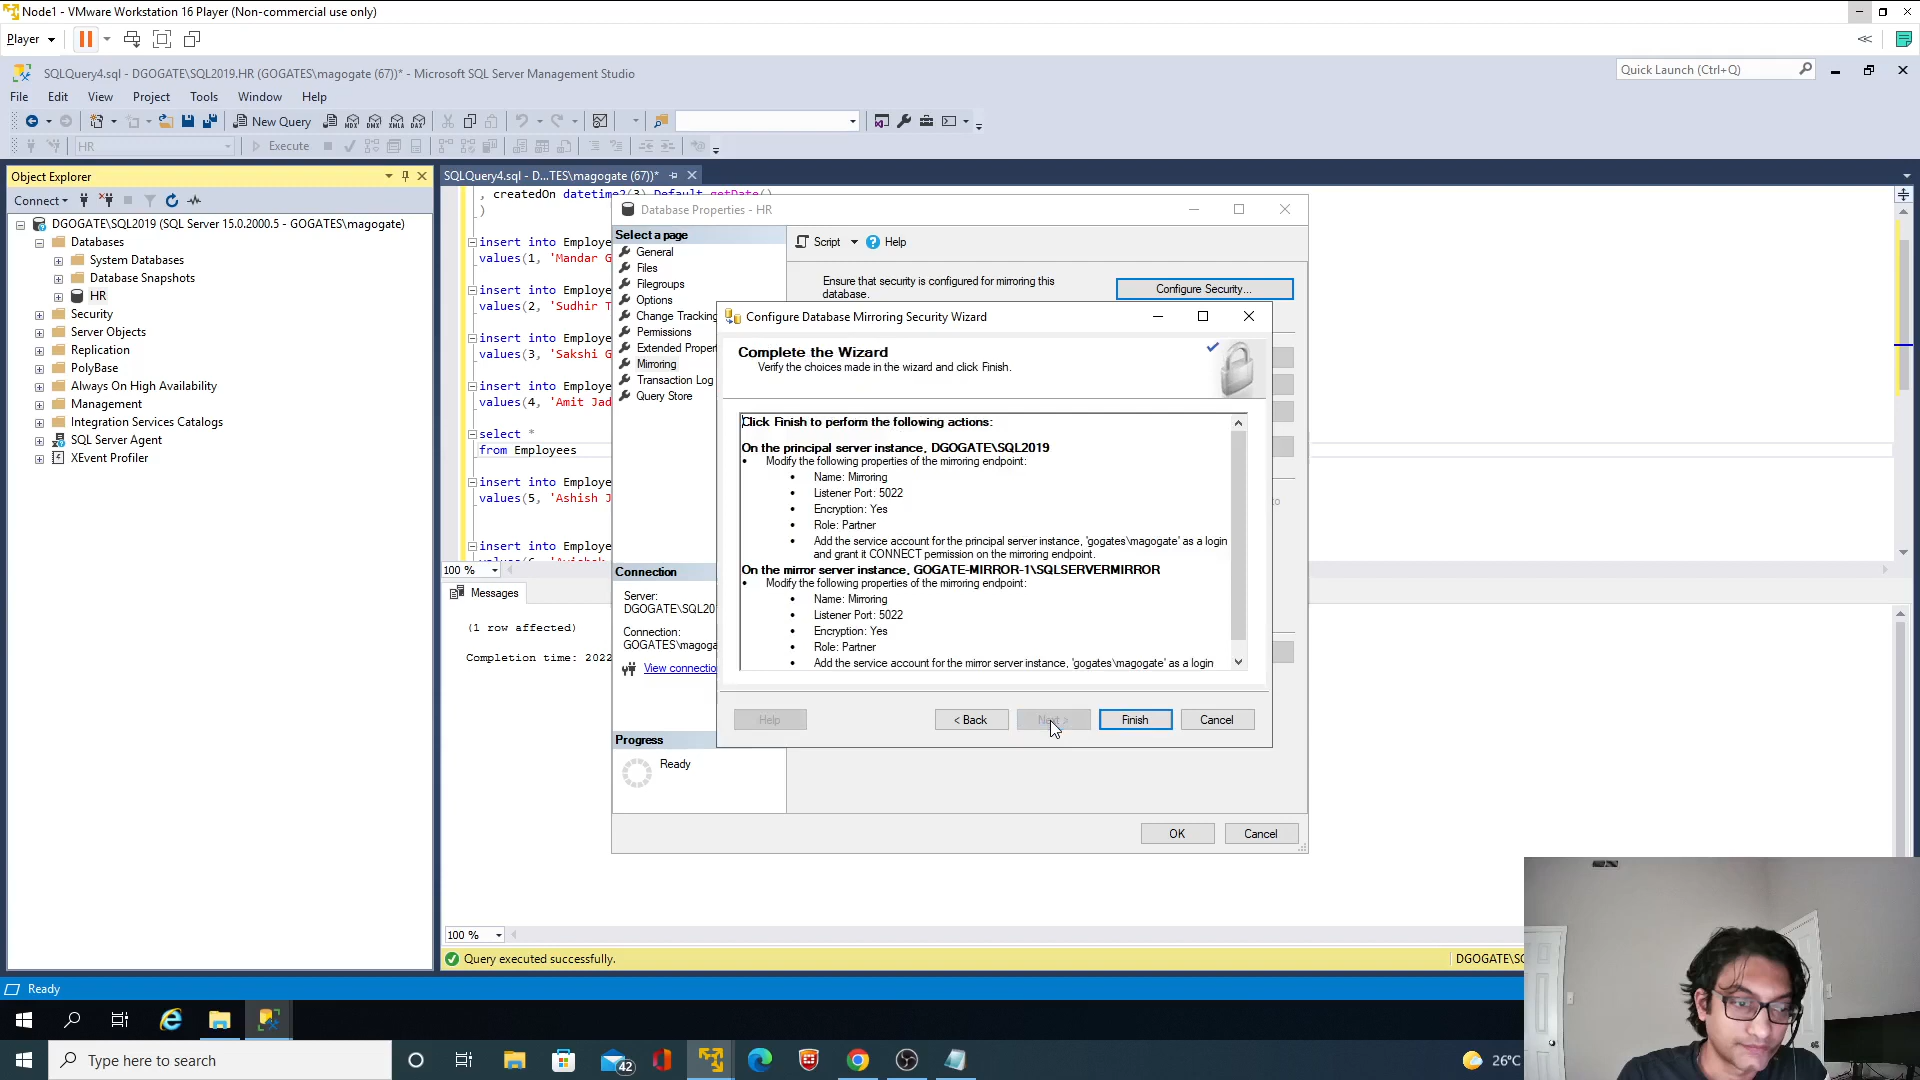 Node1 - VMware Workstation 16 Player (Non-commercial use only)
Player
SQLQuery4.sql - DGOGATE\SQL2019.HR (GOGATES\magogate (67))* - Microsoft SQL Server Management Studio
Quick Launch (Ctrl+Q)
File Edit View Project Tools Window Help
New Query
HR
Execute
Object Explorer
Connect
DGOGATE\SQL2019 (SQL Server 15.0.2000.5 - GOGATES\magogate)
Databases
System Databases
Database Snapshots
HR
Security
Server Objects
Replication
PolyBase
Always On High Availability
Management
Integration Services Catalogs
SQL Server Agent
XEvent Profiler
SQLQuery4.sql - D...TES\magogate (67))*
, createdOn datetime2(3) Default getDate()
)
insert into Employe
values(1, 'Mandar G
insert into Employe
values(2, 'Sudhir T
insert into Employe
values(3, 'Sakshi G
insert into Employe
values(4, 'Amit Jad
select *
from Employees
insert into Employe
values(5, 'Ashish J
insert into Employe
100 %
Messages
(1 row affected)
Completion time: 2022
100 %
Query executed successfully.
DGOGATE\SQ
Database Properties - HR
Select a page
General
Files
Filegroups
Options
Change Tracking
Permissions
Extended Propert
Mirroring
Transaction Log
Query Store
Script Help
Ensure that security is configured for mirroring this
database.
Configure Security...
Connection
Server:
DGOGATE\SQL20
Connection:
GOGATES\magoga
View connectio
Progress
Ready
to
OK Cancel
Configure Database Mirroring Security Wizard
Complete the Wizard
Verify the choices made in the wizard and click Finish.
Click Finish to perform the following actions:
On the principal server instance, DGOGATE\SQL2019
• Modify the following properties of the mirroring endpoint:
• Name: Mirroring
• Listener Port: 5022
• Encryption: Yes
• Role: Partner
• Add the service account for the principal server instance, 'gogates\magogate' as a login
and grant it CONNECT permission on the mirroring endpoint.
On the mirror server instance, GOGATE-MIRROR-1\SQLSERVERMIRROR
• Modify the following properties of the mirroring endpoint:
• Name: Mirroring
• Listener Port: 5022
• Encryption: Yes
• Role: Partner
• Add the service account for the mirror server instance, 'gogates\magogate' as a login
Help < Back Next > Finish Cancel
Ready
Type here to search
42
26°C